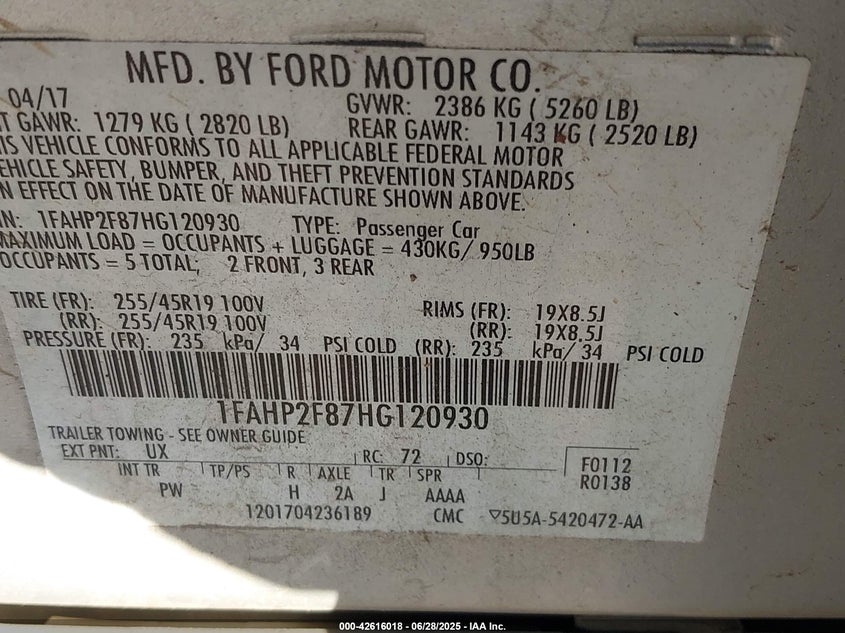 MFD. BY FORD MOTOR CO.
04/17
GVWR: 2386 KG ( 5260 LB)
T GAWR: 1279 KG ( 2820 LB)
REAR GAWR: 1143 KG ( 2520 LB)
IS VEHICLE CONFORMS TO ALL APPLICABLE FEDERAL MOTOR
EHICLE SAFETY, BUMPER, AND THEFT PREVENTION STANDARDS
N EFFECT ON THE DATE OF MANUFACTURE SHOWN ABOVE.
N: 1FAHP2F87HG120930 TYPE: Passenger Car
MAXIMUM LOAD = OCCUPANTS + LUGGAGE = 430KG/ 950LB
OCCUPANTS = 5 TOTAL; 2 FRONT, 3 REAR
TIRE (FR): 255/45R19 100V RIMS (FR): 19X8.5J
(RR): 255/45R19 100V (RR): 19X8.5J
PRESSURE (FR): 235 kPa/ 34 PSI COLD (RR): 235 kPa/ 34 PSI COLD
1FAHP2F87HG120930
TRAILER TOWING - SEE OWNER GUIDE
EXT PNT: UX RC: 72 DSO:
INT TR TP/PS R AXLE TR SPR
PW H 2A J AAAA
F0112
R0138
1201704236189 CMC ▽5U5A-5420472-AA
000-42616018 - 06/28/2025 - IAA Inc.